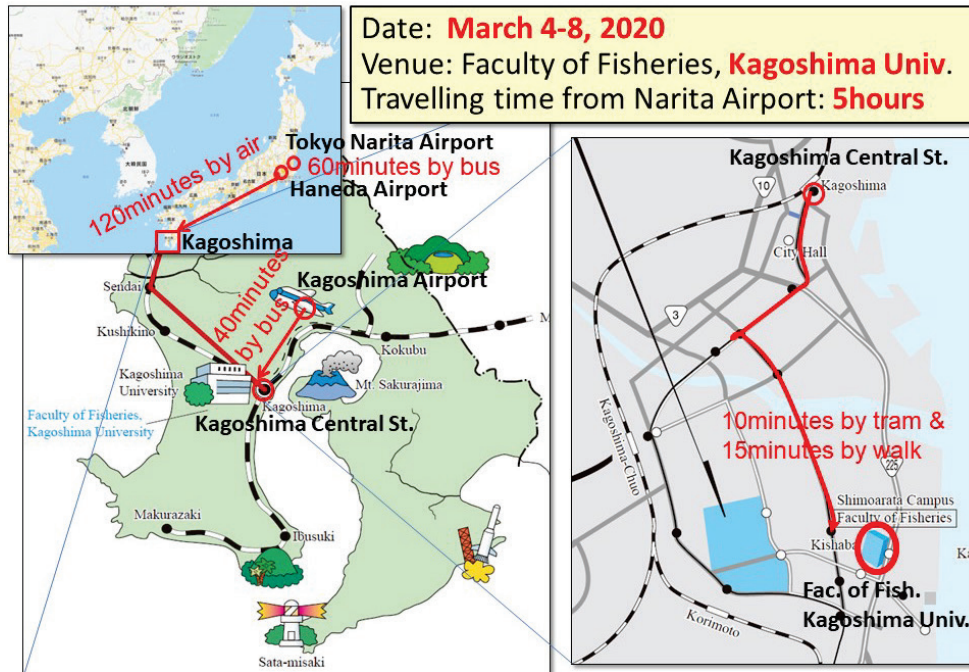 Date: March 4-8, 2020
Venue: Faculty of Fisheries, Kagoshima Univ.
Travelling time from Narita Airport: 5hours
Tokyo Narita Airport
60minutes by bus
Haneda Airport
120minutes by air
日本
Kagoshima
Kagoshima Airport
40minutes
by bus
Sendai
Kushikino
Kokubu
Kagoshima
University
Mt. Sakurajima
Kagoshima
Faculty of Fisheries,
Kagoshima University
Kagoshima Central St.
Makurazaki
Ibusuki
Sata-misaki
Kagoshima Central St.
10
Kagoshima
City Hall
3
Kagoshima-Chuo
10minutes by tram &
15minutes by walk
225
Shimoarata Campus
Faculty of Fisheries
Kishaba
Fac. of Fish.
Kagoshima Univ.
Korimoto